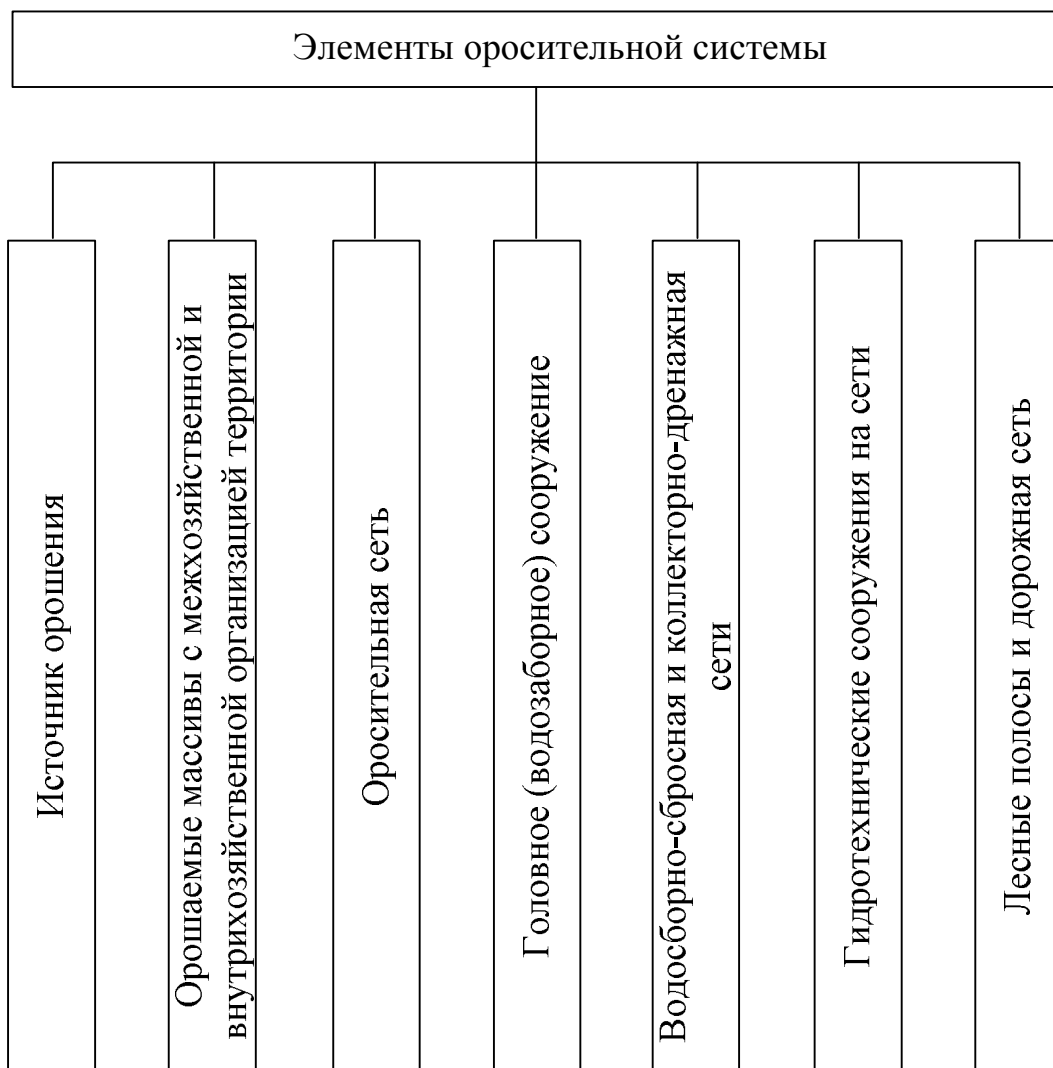 Элементы оросительной системы
Источник орошения
Орошаемые массивы с межхозяйственной и
внутрихозяйственной организацией территории
Оросительная сеть
Головное (водозаборное) сооружение
Водосборно-сбросная и коллекторно-дренажная
сети
Гидротехнические сооружения на сети
Лесные полосы и дорожная сеть